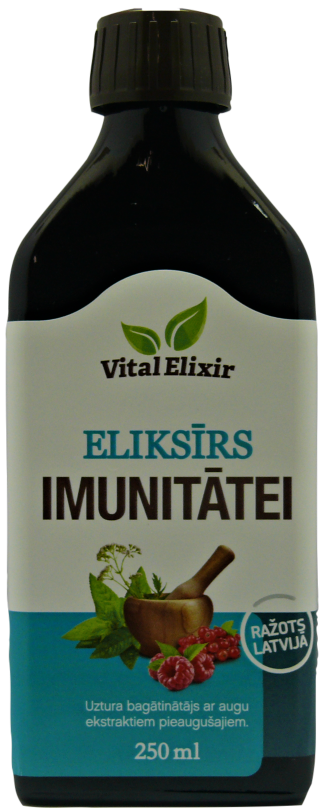 Vital Elixir
ELIKSĪRS
IMUNITĀTEI
RAŽOTS
LATVIJĀ
Uztura bagātinātājs ar augu
ekstraktiem pieaugušajiem.
250 ml